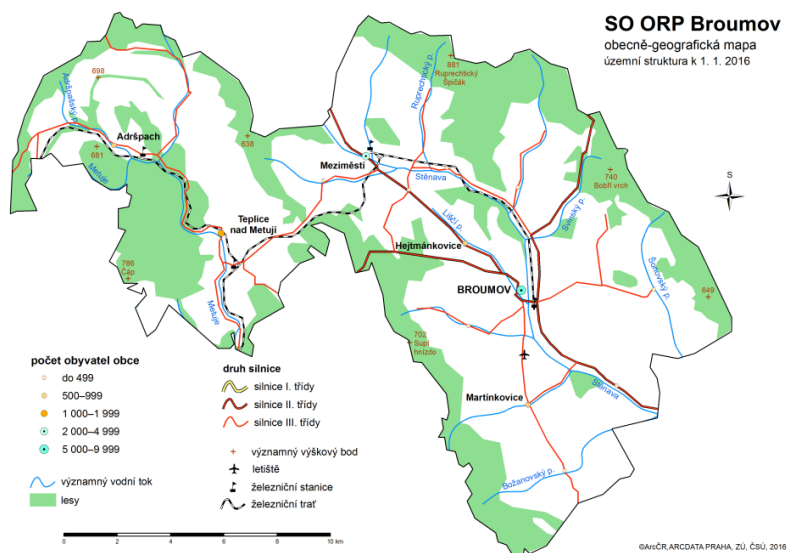 SO ORP Broumov
obecně-geografická mapa
územní struktura k 1. 1. 2016
698
Adršpašský p.
Adršpach
681
Metuje
638
881
Ruprechtický
Špičák
Ruprechtický p.
Meziměstí
Stěnava
740
Bobří vrch
S
Teplice
nad Metují
Liščí p.
Svinský p.
Hejtmánkovice
786
Čáp
Metuje
BROUMOV
Šonovský p.
649
702
Supí
hnízdo
Martinkovice
Stěnava
Božanovský p.
počet obyvatel obce
do 499
500–999
1 000–1 999
2 000–4 999
5 000–9 999
významný vodní tok
lesy
druh silnice
silnice I. třídy
silnice II. třídy
silnice III. třídy
významný výškový bod
letiště
železniční stanice
železniční trať
0 2 4 6 8 10 km
©ArcČR,ARCDATA PRAHA, ZÚ, ČSÚ, 2016